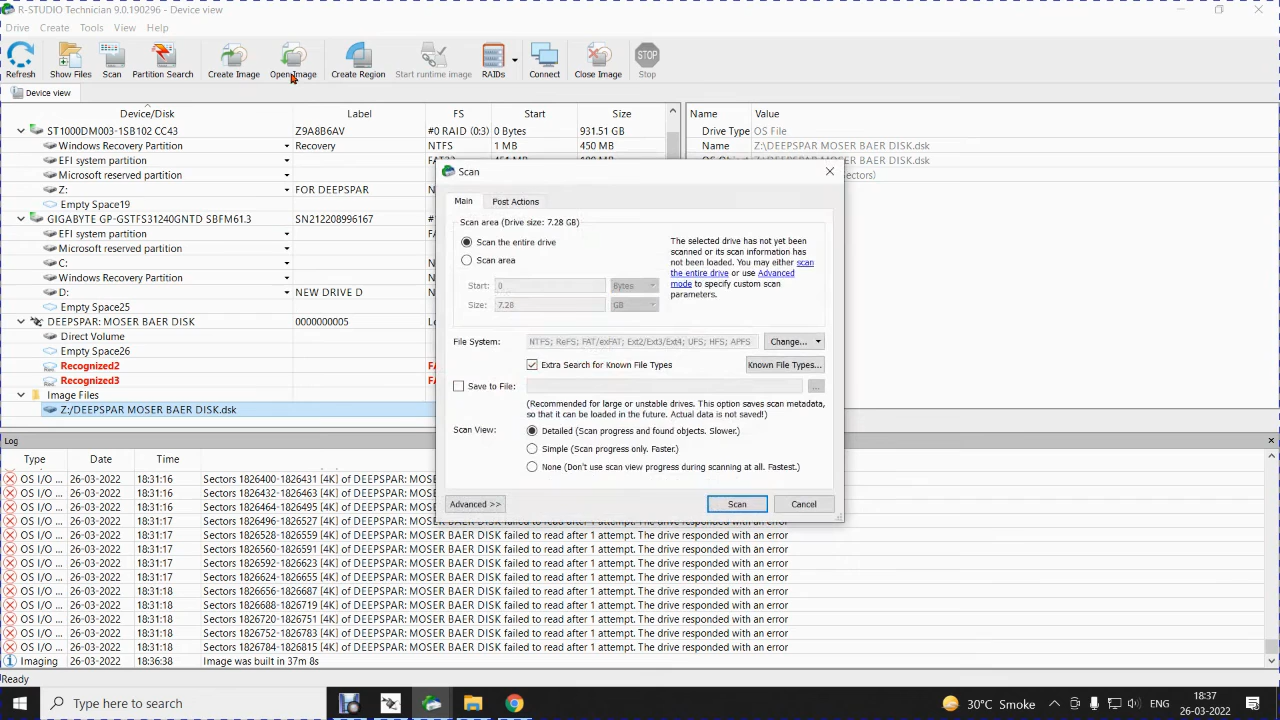 R-STUDIO Technician 9.0.190296 - Device view
Drive Create Tools View Help
Refresh Show Files Scan Partition Search Create Image Open Image Create Region Start runtime image RAIDs Connect Close Image STOP Stop
Device view
Device/Disk Label FS Start Size Name Value
ST1000DM003-1SB102 CC43 Z9A8B6AV #0 RAID (0:3) 0 Bytes 931.51 GB Drive Type OS File
Windows Recovery Partition Recovery NTFS 1 MB 450 MB Name Z:\DEEPSPAR MOSER BAER DISK.dsk
EFI system partition Z:\DEEPSPAR MOSER BAER DISK.dsk
Microsoft reserved partition
Z: FOR DEEPSPAR
Empty Space19
GIGABYTE GP-GSTFS31240GNTD SBFM61.3 SN212208996167
EFI system partition
Microsoft reserved partition
C:
Windows Recovery Partition
D: NEW DRIVE D
Empty Space25
DEEPSPAR: MOSER BAER DISK 0000000005
Direct Volume
Empty Space26
Recognized2
Recognized3
Image Files
Z:/DEEPSPAR MOSER BAER DISK.dsk
Scan
Main Post Actions
Scan area (Drive size: 7.28 GB)
Scan the entire drive
Scan area
Start: 0 Bytes
Size: 7.28 GB
The selected drive has not yet been
scanned or its scan information has
not been loaded. You may either scan
the entire drive or use Advanced
mode to specify custom scan
parameters.
File System: NTFS; ReFS; FAT/exFAT; Ext2/Ext3/Ext4; UFS; HFS; APFS Change...
Extra Search for Known File Types Known File Types...
Save to File: ...
(Recommended for large or unstable drives. This option saves scan metadata,
so that it can be loaded in the future. Actual data is not saved!)
Scan View: Detailed (Scan progress and found objects. Slower.)
Simple (Scan progress only. Faster.)
None (Don't use scan view progress during scanning at all. Fastest.)
Advanced >> Scan Cancel
Log
Type Date Time
OS I/O ... 26-03-2022 18:31:16 Sectors 1826400-1826431 [4K] of DEEPSPAR: MOSE
OS I/O ... 26-03-2022 18:31:16 Sectors 1826432-1826463 [4K] of DEEPSPAR: MOSE
OS I/O ... 26-03-2022 18:31:16 Sectors 1826464-1826495 [4K] of DEEPSPAR: MOSE
OS I/O ... 26-03-2022 18:31:17 Sectors 1826496-1826527 [4K] of DEEPSPAR: MOSER BAER DISK failed to read after 1 attempt. The drive responded with an error
OS I/O ... 26-03-2022 18:31:17 Sectors 1826528-1826559 [4K] of DEEPSPAR: MOSER BAER DISK failed to read after 1 attempt. The drive responded with an error
OS I/O ... 26-03-2022 18:31:17 Sectors 1826560-1826591 [4K] of DEEPSPAR: MOSER BAER DISK failed to read after 1 attempt. The drive responded with an error
OS I/O ... 26-03-2022 18:31:17 Sectors 1826592-1826623 [4K] of DEEPSPAR: MOSER BAER DISK failed to read after 1 attempt. The drive responded with an error
OS I/O ... 26-03-2022 18:31:17 Sectors 1826624-1826655 [4K] of DEEPSPAR: MOSER BAER DISK failed to read after 1 attempt. The drive responded with an error
OS I/O ... 26-03-2022 18:31:18 Sectors 1826656-1826687 [4K] of DEEPSPAR: MOSER BAER DISK failed to read after 1 attempt. The drive responded with an error
OS I/O ... 26-03-2022 18:31:18 Sectors 1826688-1826719 [4K] of DEEPSPAR: MOSER BAER DISK failed to read after 1 attempt. The drive responded with an error
OS I/O ... 26-03-2022 18:31:18 Sectors 1826720-1826751 [4K] of DEEPSPAR: MOSER BAER DISK failed to read after 1 attempt. The drive responded with an error
OS I/O ... 26-03-2022 18:31:18 Sectors 1826752-1826783 [4K] of DEEPSPAR: MOSER BAER DISK failed to read after 1 attempt. The drive responded with an error
OS I/O ... 26-03-2022 18:31:18 Sectors 1826784-1826815 [4K] of DEEPSPAR: MOSER BAER DISK failed to read after 1 attempt. The drive responded with an error
Imaging 26-03-2022 18:36:38 Image was built in 37m 8s
Ready
Type here to search 30°C Smoke ENG 18:37
26-03-2022